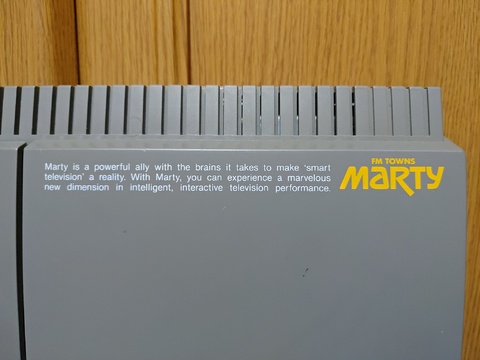 Marty is a powerful ally with the brains it takes to make 'smart
television' a reality. With Marty, you can experience a marvelous
new dimension in intelligent, interactive television performance.
FM TOWNS
MARTY